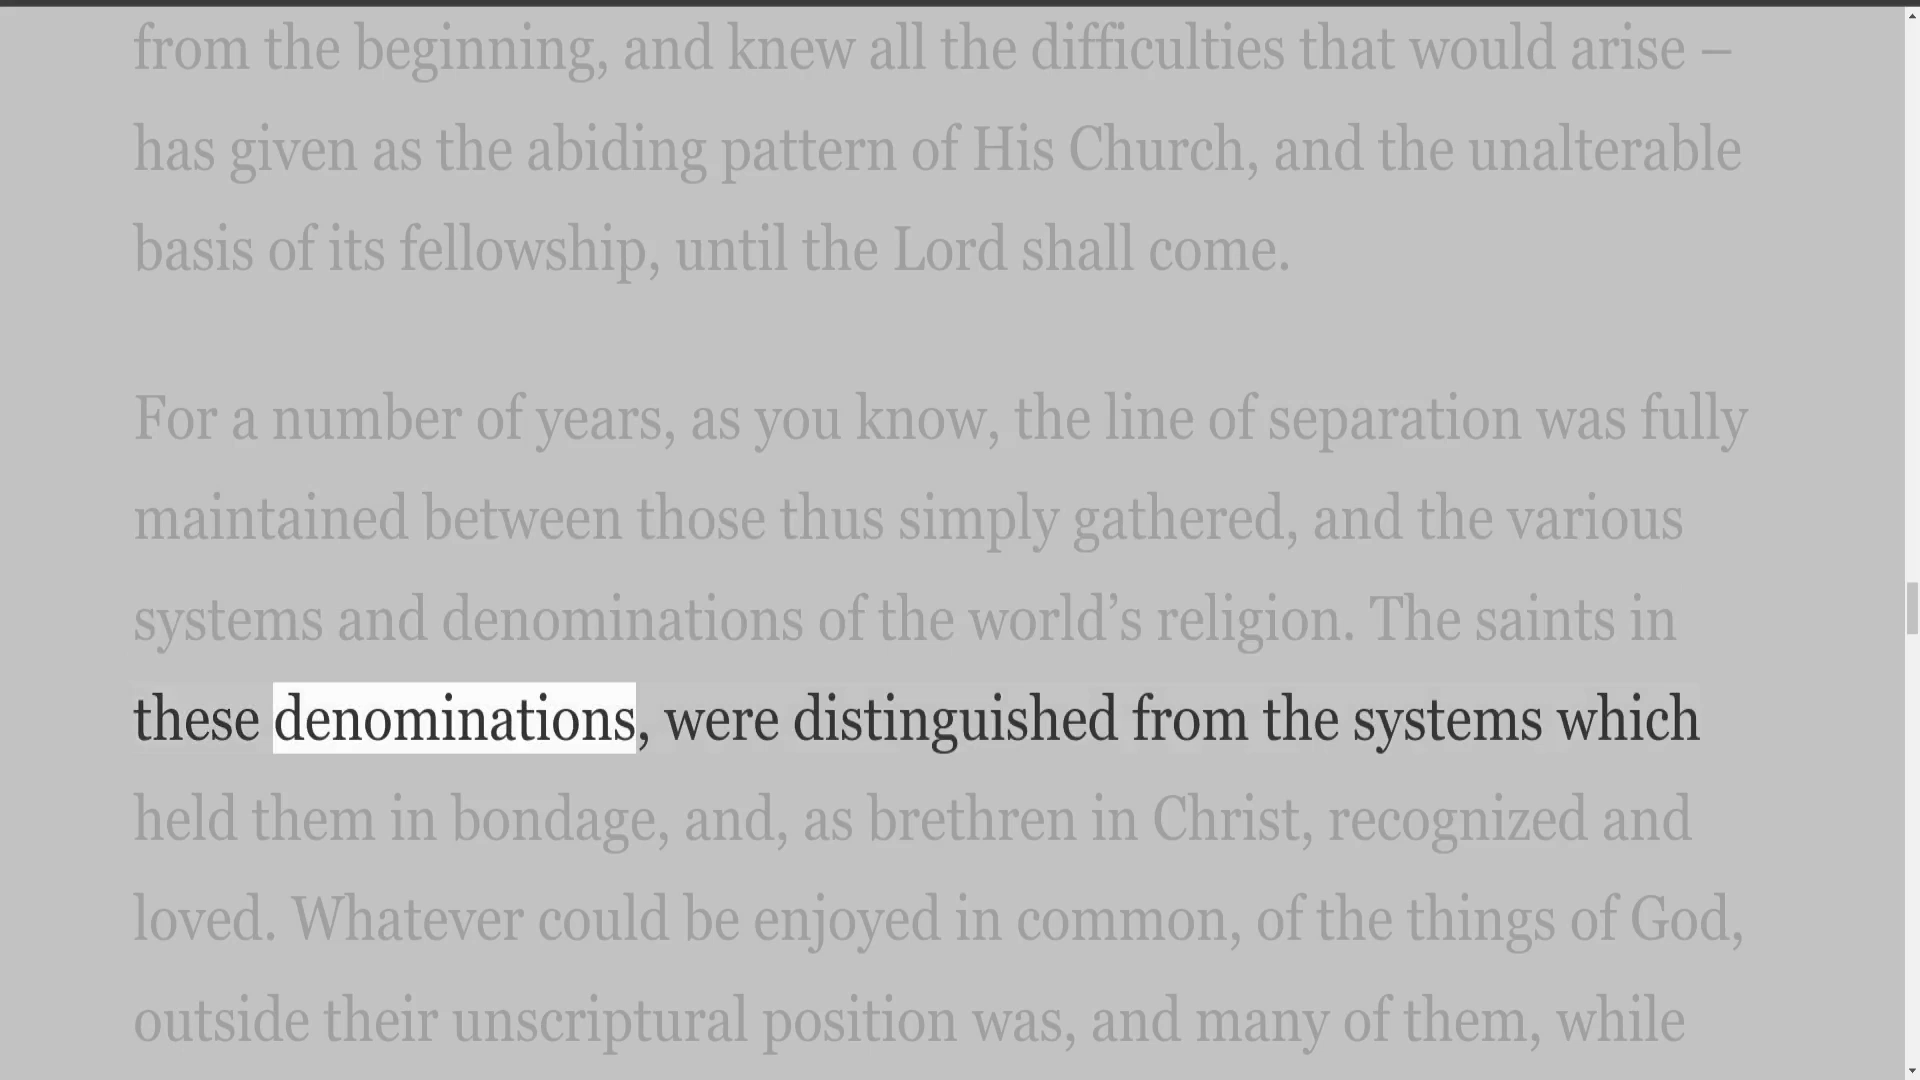 from the beginning, and knew all the difficulties that would arise –
has given as the abiding pattern of His Church, and the unalterable
basis of its fellowship, until the Lord shall come.
For a number of years, as you know, the line of separation was fully
maintained between those thus simply gathered, and the various
systems and denominations of the world’s religion. The saints in
these denominations, were distinguished from the systems which
held them in bondage, and, as brethren in Christ, recognized and
loved. Whatever could be enjoyed in common, of the things of God,
outside their unscriptural position was, and many of them, while